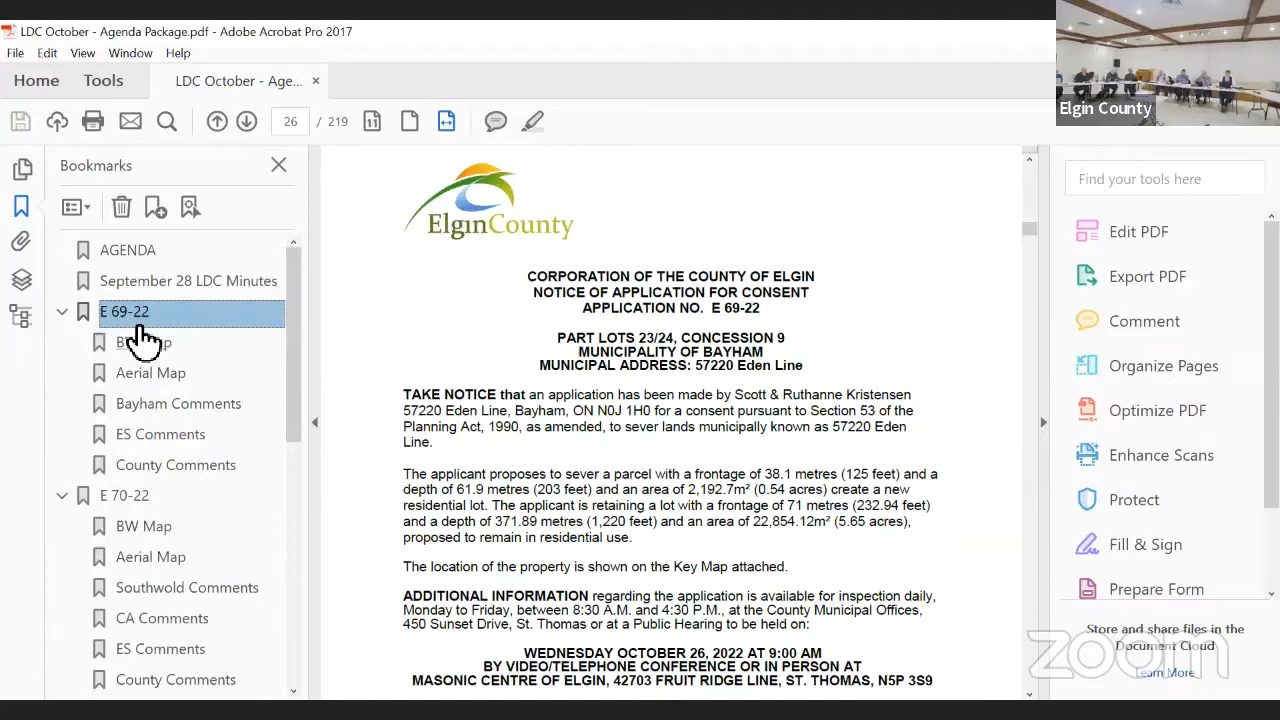 LDC October - Agenda Package.pdf - Adobe Acrobat Pro 2017
File Edit View Window Help
Home Tools LDC October - Age... ×
26 / 219
Elgin County
Bookmarks
AGENDA
September 28 LDC Minutes
E 69-22
Aerial Map
Bayham Comments
ES Comments
County Comments
E 70-22
BW Map
Aerial Map
Southwold Comments
CA Comments
ES Comments
County Comments
ElginCounty
CORPORATION OF THE COUNTY OF ELGIN
NOTICE OF APPLICATION FOR CONSENT
APPLICATION NO. E 69-22
PART LOTS 23/24, CONCESSION 9
MUNICIPALITY OF BAYHAM
MUNICIPAL ADDRESS: 57220 Eden Line
TAKE NOTICE that an application has been made by Scott & Ruthanne Kristensen
57220 Eden Line, Bayham, ON N0J 1H0 for a consent pursuant to Section 53 of the
Planning Act, 1990, as amended, to sever lands municipally known as 57220 Eden
Line.
The applicant proposes to sever a parcel with a frontage of 38.1 metres (125 feet) and a
depth of 61.9 metres (203 feet) and an area of 2,192.7m² (0.54 acres) create a new
residential lot. The applicant is retaining a lot with a frontage of 71 metres (232.94 feet)
and a depth of 371.89 metres (1,220 feet) and an area of 22,854.12m² (5.65 acres),
proposed to remain in residential use.
The location of the property is shown on the Key Map attached.
ADDITIONAL INFORMATION regarding the application is available for inspection daily,
Monday to Friday, between 8:30 A.M. and 4:30 P.M., at the County Municipal Offices,
450 Sunset Drive, St. Thomas or at a Public Hearing to be held on:
WEDNESDAY OCTOBER 26, 2022 AT 9:00 AM
BY VIDEO/TELEPHONE CONFERENCE OR IN PERSON AT
MASONIC CENTRE OF ELGIN, 42703 FRUIT RIDGE LINE, ST. THOMAS, N5P 3S9
Find your tools here
Edit PDF
Export PDF
Comment
Organize Pages
Optimize PDF
Enhance Scans
Protect
Fill & Sign
Prepare Form
Store and share files in the
Document Cloud
Learn More
zoom